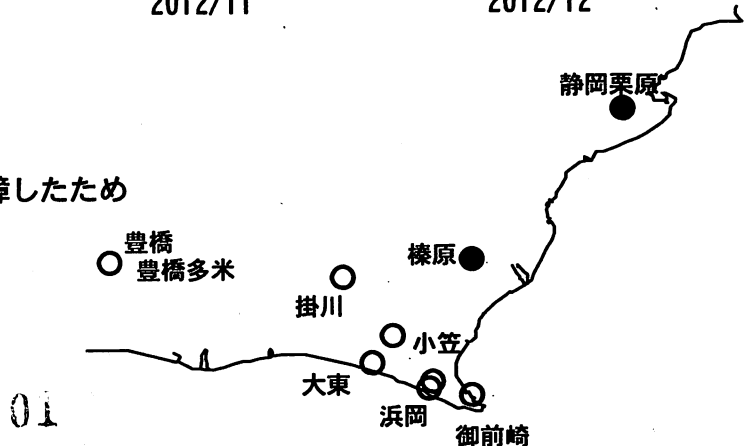 2012/11
2012/12
静岡栗原
障したため
豊橋
豊橋多米
榛原
掛川
小笠
大東
浜岡
御前崎
01